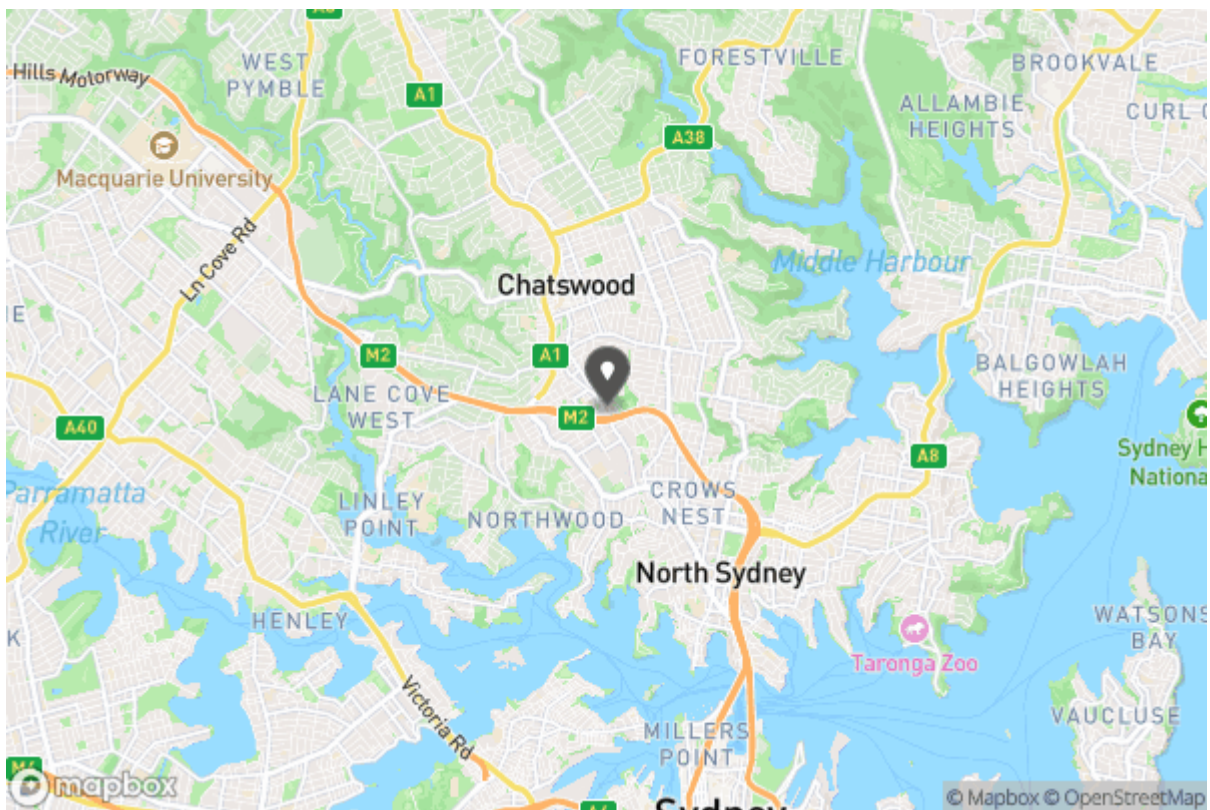 WEST
PYMBLE
FORESTVILLE
BROOKVALE
Hills Motorway
A1
ALLAMBIE
HEIGHTS
CURL C
A38
Macquarie University
Ln Cove Rd
Middle Harbour
Chatswood
E
M2
A1
BALGOWLAH
HEIGHTS
LANE COVE
WEST
M2
A40
A8
Sydney H
National
Parramatta
River
LINLEY
POINT
NORTHWOOD
CROWS
NEST
North Sydney
HENLEY
WATSONS
BAY
K
Taronga Zoo
Victoria Rd
MILLERS
POINT
VAUCLUSE
mapbox
Sydney
© Mapbox © OpenStreetMap